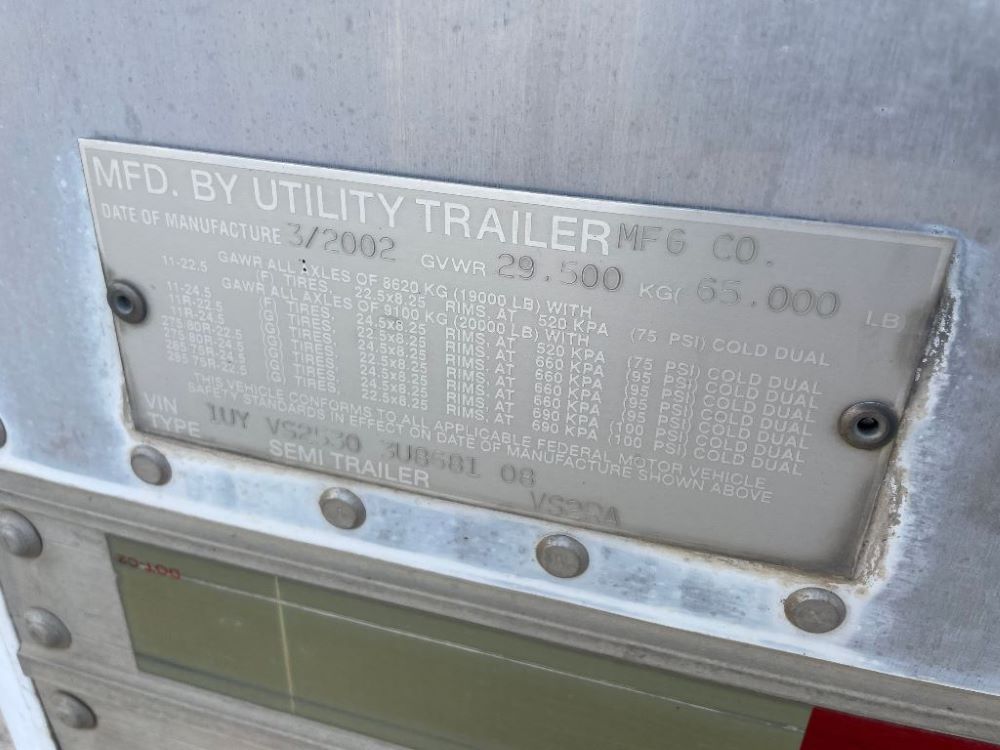 MFD. BY UTILITY TRAILER MFG CO.
DATE OF MANUFACTURE 3/2002 GVWR 29.500 KG( 65.000 LB)
GAWR ALL AXLES OF 8620 KG (19000 LB) WITH
11-22.5 (F) TIRES, 22.5x8.25 RIMS, AT 520 KPA (75 PSI) COLD DUAL
GAWR ALL AXLES OF 9100 KG (20000 LB) WITH
11-24.5 (F) TIRES, 24.5x8.25 RIMS, AT 520 KPA (75 PSI) COLD DUAL
11R-22.5 (G) TIRES, 22.5x8.25 RIMS, AT 660 KPA (95 PSI) COLD DUAL
11R-24.5 (G) TIRES, 24.5x8.25 RIMS, AT 660 KPA (95 PSI) COLD DUAL
275 80R-22.5 (G) TIRES, 22.5x8.25 RIMS, AT 660 KPA (95 PSI) COLD DUAL
275 80R-24.5 (G) TIRES, 24.5x8.25 RIMS, AT 660 KPA (95 PSI) COLD DUAL
285 75R-24.5 (G) TIRES, 24.5x8.25 RIMS, AT 690 KPA (100 PSI) COLD DUAL
295 75R-22.5 (G) TIRES, 22.5x8.25 RIMS, AT 690 KPA (100 PSI) COLD DUAL
THIS VEHICLE CONFORMS TO ALL APPLICABLE FEDERAL MOTOR VEHICLE
SAFETY STANDARDS IN EFFECT ON DATE OF MANUFACTURE SHOWN ABOVE
VIN 1UY VS2530 3U8581 08
TYPE SEMI TRAILER VS2RA
DOT-C2